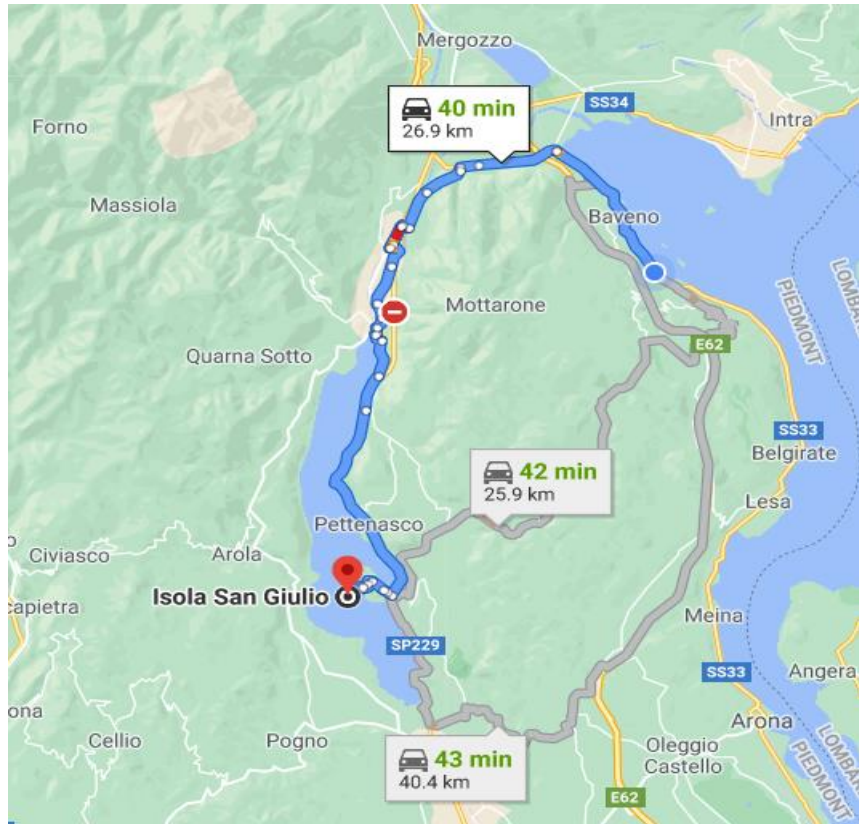 Mergozzo
40 min
26.9 km
SS34
Intra
Forno
Massiola
Baveno
Mottarone
Quarna Sotto
E62
PIEDMONT
LOMBA
SS33
Belgirate
42 min
25.9 km
Lesa
Pettenasco
Civiasco
Arola
capietra
Isola San Giulio
Meina
SP229
SS33
Angera
ona
Arona
Cellio
Pogno
43 min
40.4 km
Oleggio
Castello
E62
PIEDMONT
LOMB